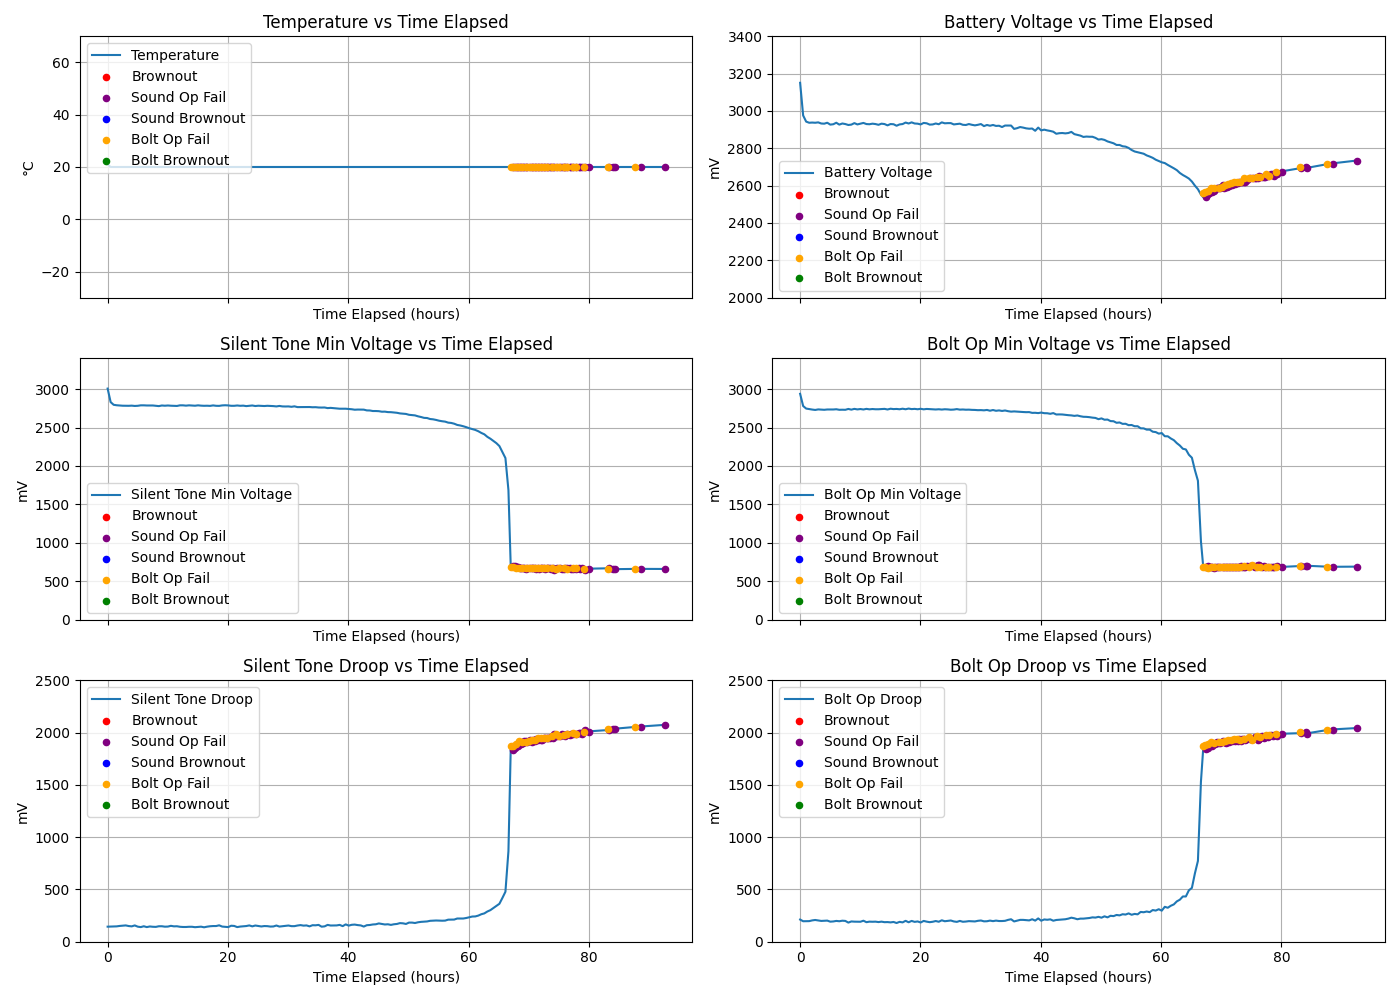 Temperature vs Time Elapsed
60
40
20
0
−20
°C
Temperature
Brownout
Sound Op Fail
Sound Brownout
Bolt Op Fail
Bolt Brownout
Time Elapsed (hours)
Battery Voltage vs Time Elapsed
3400
3200
3000
2800
2600
2400
2200
2000
mV
Battery Voltage
Brownout
Sound Op Fail
Sound Brownout
Bolt Op Fail
Bolt Brownout
Time Elapsed (hours)
Silent Tone Min Voltage vs Time Elapsed
3000
2500
2000
1500
1000
500
0
mV
Silent Tone Min Voltage
Brownout
Sound Op Fail
Sound Brownout
Bolt Op Fail
Bolt Brownout
Time Elapsed (hours)
Bolt Op Min Voltage vs Time Elapsed
3000
2500
2000
1500
1000
500
0
mV
Bolt Op Min Voltage
Brownout
Sound Op Fail
Sound Brownout
Bolt Op Fail
Bolt Brownout
Time Elapsed (hours)
Silent Tone Droop vs Time Elapsed
2500
2000
1500
1000
500
0
mV
Silent Tone Droop
Brownout
Sound Op Fail
Sound Brownout
Bolt Op Fail
Bolt Brownout
0 20 40 60 80
Time Elapsed (hours)
Bolt Op Droop vs Time Elapsed
2500
2000
1500
1000
500
0
mV
Bolt Op Droop
Brownout
Sound Op Fail
Sound Brownout
Bolt Op Fail
Bolt Brownout
0 20 40 60 80
Time Elapsed (hours)